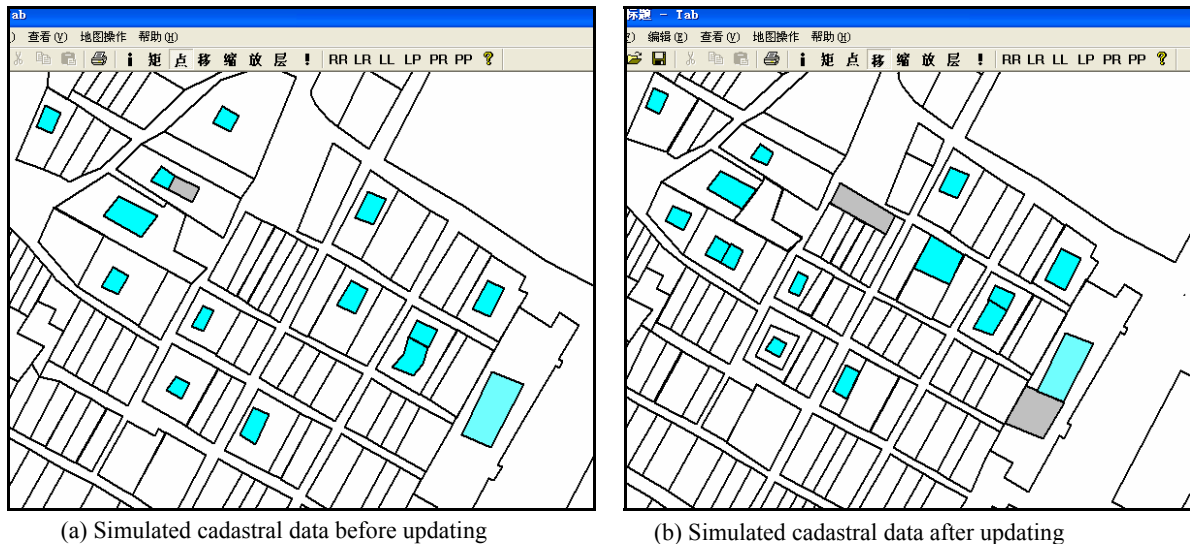 ab
) 查看(V) 地图操作 帮助(H)
i 矩 点 移 缩 放 层 ! RR LR LL LP PR PP ?
标题 - Tab
编辑(E) 查看(V) 地图操作 帮助(H)
i 矩 点 移 缩 放 层 ! RR LR LL LP PR PP ?
(a) Simulated cadastral data before updating
(b) Simulated cadastral data after updating